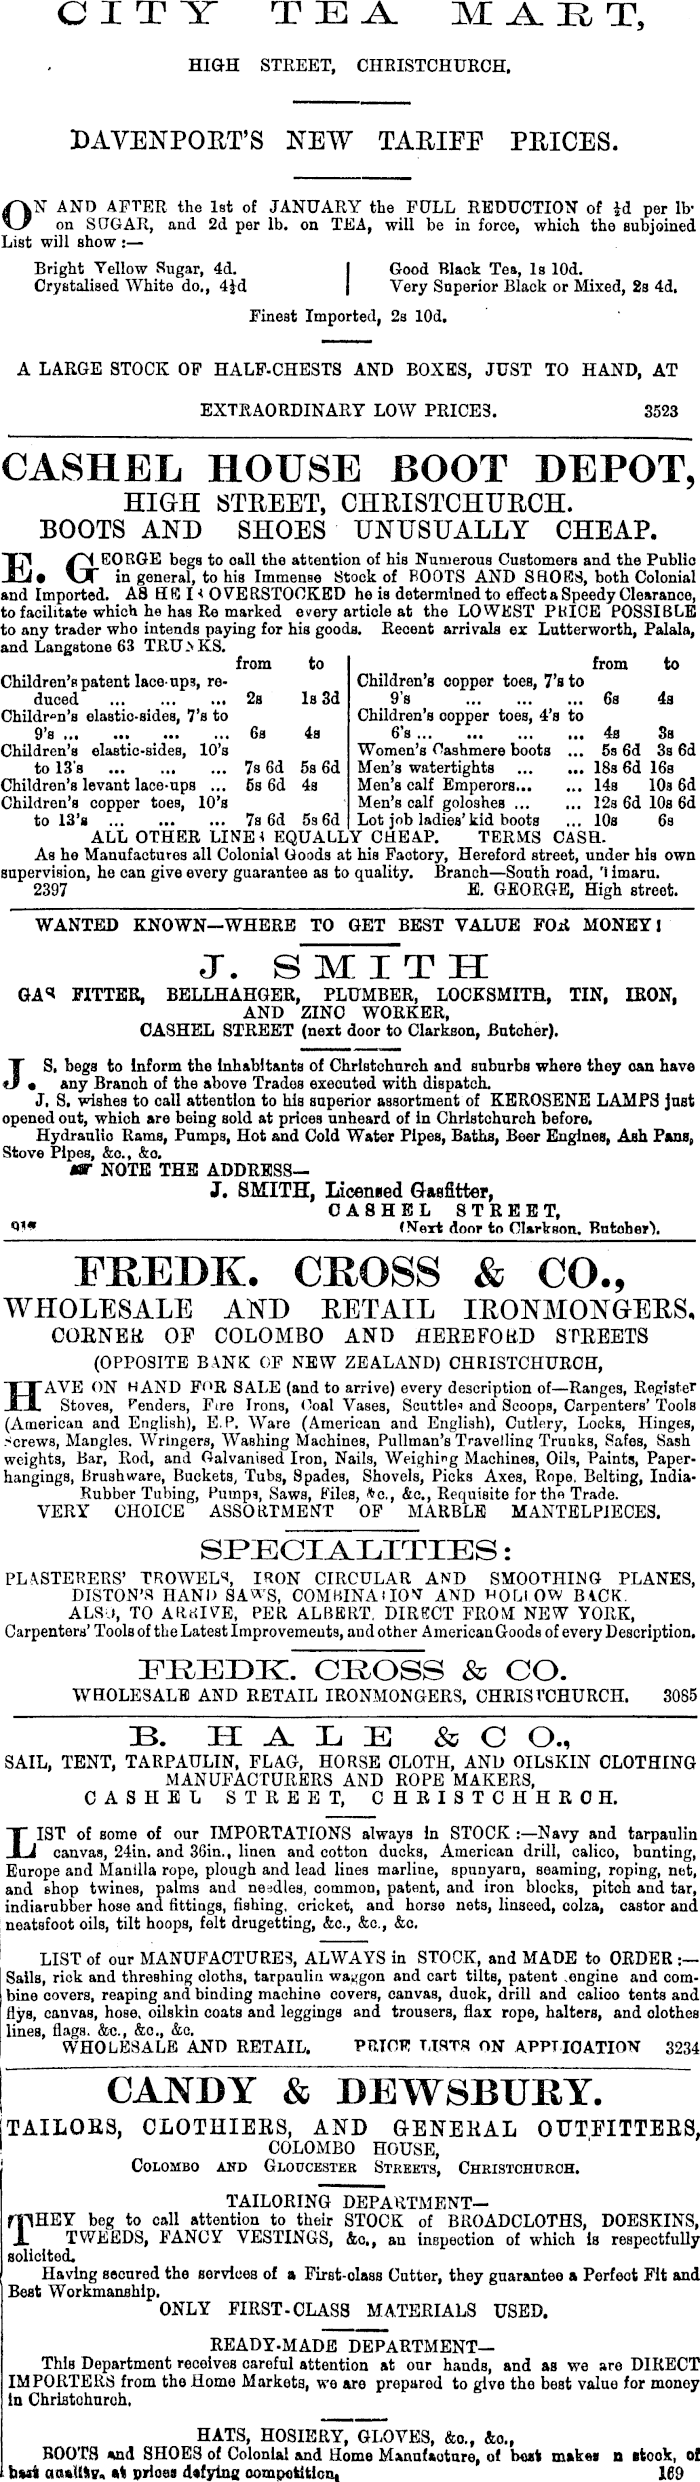 CITY TEA MART,
HIGH STREET, CHRISTCHURCH.
DAVENPORT'S NEW TARIFF PRICES.
ON AND AFTER the 1st of JANUARY the FULL REDUCTION of ½d per lb.
on SUGAR, and 2d per lb. on TEA, will be in force, which the subjoined
List will show :—
Bright Yellow Sugar, 4d.
Crystalised White do., 4½d
Good Black Tea, 1s 10d.
Very Superior Black or Mixed, 2s 4d.
Finest Imported, 2s 10d.
A LARGE STOCK OF HALF-CHESTS AND BOXES, JUST TO HAND, AT
EXTRAORDINARY LOW PRICES. 3523
CASHEL HOUSE BOOT DEPOT,
HIGH STREET, CHRISTCHURCH.
BOOTS AND SHOES UNUSUALLY CHEAP.
E. GEORGE begs to call the attention of his Numerous Customers and the Public
in general, to his Immense Stock of BOOTS AND SHOES, both Colonial
and Imported. AS HE IS OVERSTOCKED he is determined to effect a Speedy Clearance,
to facilitate which he has Re marked every article at the LOWEST PRICE POSSIBLE
to any trader who intends paying for his goods. Recent arrivals ex Lutterworth, Palala,
and Langstone 63 TRUNKS.
from to
Children's patent lace-ups, re-
duced ... ... ... 2s 1s 3d
Children's elastic-sides, 7's to
9's ... ... ... ... 6s 4s
Children's elastic-sides, 10's
to 13's ... ... ... 7s 6d 5s 6d
Children's levant lace-ups ... 5s 6d 4s
Children's copper toes, 10's
to 13's ... ... ... 7s 6d 5s 6d
from to
Children's copper toes, 7's to
9's ... ... ... 6s 4s
Children's copper toes, 4's to
6's ... ... ... ... 4s 3s
Women's Cashmere boots ... 5s 6d 3s 6d
Men's watertights ... ... 18s 6d 16s
Men's calf Emperors... ... 14s 10s 6d
Men's calf goloshes ... ... 12s 6d 10s 6d
Lot job ladies' kid boots ... 10s 6s
ALL OTHER LINES EQUALLY CHEAP. TERMS CASH.
As he Manufactures all Colonial Goods at his Factory, Hereford street, under his own
supervision, he can give every guarantee as to quality. Branch—South road, Timaru.
2397 E. GEORGE, High street.
WANTED KNOWN—WHERE TO GET BEST VALUE FOR MONEY!
J. SMITH
GAS FITTER, BELLHAHGER, PLUMBER, LOCKSMITH, TIN, IRON,
AND ZINC WORKER,
CASHEL STREET (next door to Clarkson, Butcher).
J. S. begs to inform the inhabitants of Christchurch and suburbs where they can have
any Branch of the above Trades executed with dispatch.
J. S. wishes to call attention to his superior assortment of KEROSENE LAMPS just
opened out, which are being sold at prices unheard of in Christchurch before.
Hydraulic Rams, Pumps, Hot and Cold Water Pipes, Baths, Beer Engines, Ash Pans,
Stove Pipes, &c., &c.
☞ NOTE THE ADDRESS—
J. SMITH, Licensed Gasfitter,
CASHEL STREET,
(Next door to Clarkson, Butcher).
FREDK. CROSS & CO.,
WHOLESALE AND RETAIL IRONMONGERS,
CORNER OF COLOMBO AND HEREFORD STREETS
(OPPOSITE BANK OF NEW ZEALAND) CHRISTCHURCH,
HAVE ON HAND FOR SALE (and to arrive) every description of—Ranges, Register
Stoves, Fenders, Fire Irons, Coal Vases, Scuttles and Scoops, Carpenters' Tools
(American and English), E.P. Ware (American and English), Cutlery, Locks, Hinges,
Screws, Mangles, Wringers, Washing Machines, Pullman's Travelling Trunks, Safes, Sash
weights, Bar, Rod, and Galvanised Iron, Nails, Weighing Machines, Oils, Paints, Paper-
hangings, Brushware, Buckets, Tubs, Spades, Shovels, Picks Axes, Rope. Belting, India-
Rubber Tubing, Pumps, Saws, Files, &c., &c., Requisite for the Trade.
VERY CHOICE ASSORTMENT OF MARBLE MANTELPIECES.
SPECIALITIES:
PLASTERERS' TROWELS, IRON CIRCULAR AND SMOOTHING PLANES,
DISTON'S HAND SAWS, COMBINATION AND HOLLOW BACK.
ALSO, TO ARRIVE, PER ALBERT, DIRECT FROM NEW YORK,
Carpenters' Tools of the Latest Improvements, and other American Goods of every Description.
FREDK. CROSS & CO.
WHOLESALE AND RETAIL IRONMONGERS, CHRISTCHURCH. 3085
B. HALE & CO.,
SAIL, TENT, TARPAULIN, FLAG, HORSE CLOTH, AND OILSKIN CLOTHING
MANUFACTURERS AND ROPE MAKERS,
CASHEL STREET, CHRISTCHHRCH.
LIST of some of our IMPORTATIONS always in STOCK :—Navy and tarpaulin
canvas, 24in. and 36in., linen and cotton ducks, American drill, calico, bunting,
Europe and Manilla rope, plough and lead lines marline, spunyarn, seaming, roping, net,
and shop twines, palms and needles, common, patent, and iron blocks, pitch and tar,
indiarubber hose and fittings, fishing, cricket, and horse nets, linseed, colza, castor and
neatsfoot oils, tilt hoops, felt drugetting, &c., &c., &c.
LIST of our MANUFACTURES, ALWAYS in STOCK, and MADE to ORDER :—
Sails, rick and threshing cloths, tarpaulin waggon and cart tilts, patent engine and com-
bine covers, reaping and binding machine covers, canvas, duck, drill and calico tents and
flys, canvas, hose, oilskin coats and leggings and trousers, flax rope, halters, and clothes
lines, flags. &c., &c., &c.
WHOLESALE AND RETAIL. PRICE LISTS ON APPLICATION 3234
CANDY & DEWSBURY.
TAILORS, CLOTHIERS, AND GENERAL OUTFITTERS,
COLOMBO HOUSE,
COLOMBO AND GLOUCESTER STREETS, CHRISTCHURCH.
TAILORING DEPARTMENT—
THEY beg to call attention to their STOCK of BROADCLOTHS, DOESKINS,
TWEEDS, FANCY VESTINGS, &c., an inspection of which is respectfully
solicited.
Having secured the services of a First-class Cutter, they guarantee a Perfect Fit and
Best Workmanship.
ONLY FIRST-CLASS MATERIALS USED.
READY-MADE DEPARTMENT—
This Department receives careful attention at our hands, and as we are DIRECT
IMPORTERS from the Home Markets, we are prepared to give the best value for money
in Christchurch.
HATS, HOSIERY, GLOVES, &c., &c.,
BOOTS and SHOES of Colonial and Home Manufacture, of best makes n stock, of
best quality, at prices defying competition, 169